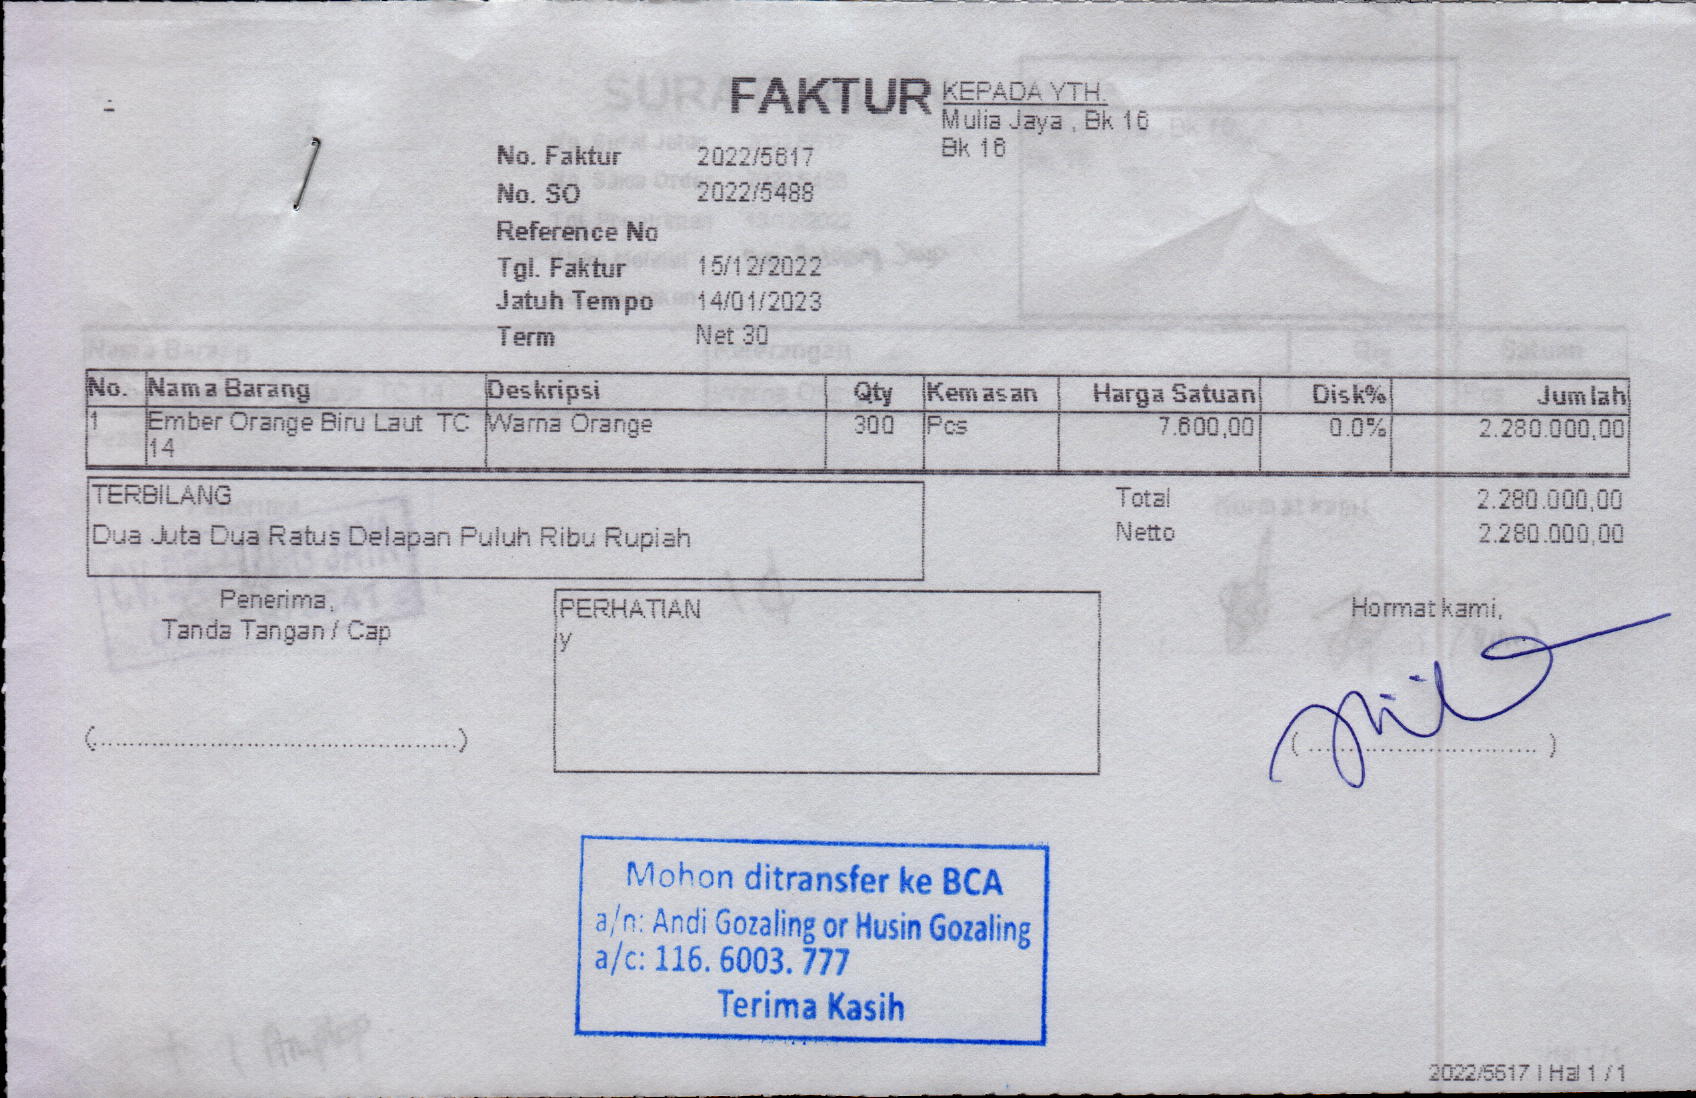 FAKTUR
KEPADA YTH.
Mulia Jaya , Bk 16
Bk 16
No. Faktur 2022/5617
No. SO 2022/5488
Reference No
Tgl. Faktur 15/12/2022
Jatuh Tempo 14/01/2023
Term Net 30
No. Nama Barang Deskripsi Qty Kemasan Harga Satuan Disk% Jumlah
1 Ember Orange Biru Laut TC Warna Orange 300 Pcs 7.600,00 0.0% 2.280.000,00
14
TERBILANG
Dua Juta Dua Ratus Delapan Puluh Ribu Rupiah
Total 2.280.000,00
Netto 2.280.000,00
Penerima,
Tanda Tangan / Cap
(..................................................)
PERHATIAN
y
Hormat kami,
( ............................... )
Mohon ditransfer ke BCA
a/n: Andi Gozaling or Husin Gozaling
a/c: 116. 6003. 777
Terima Kasih
2022/5617 | Hal 1 / 1